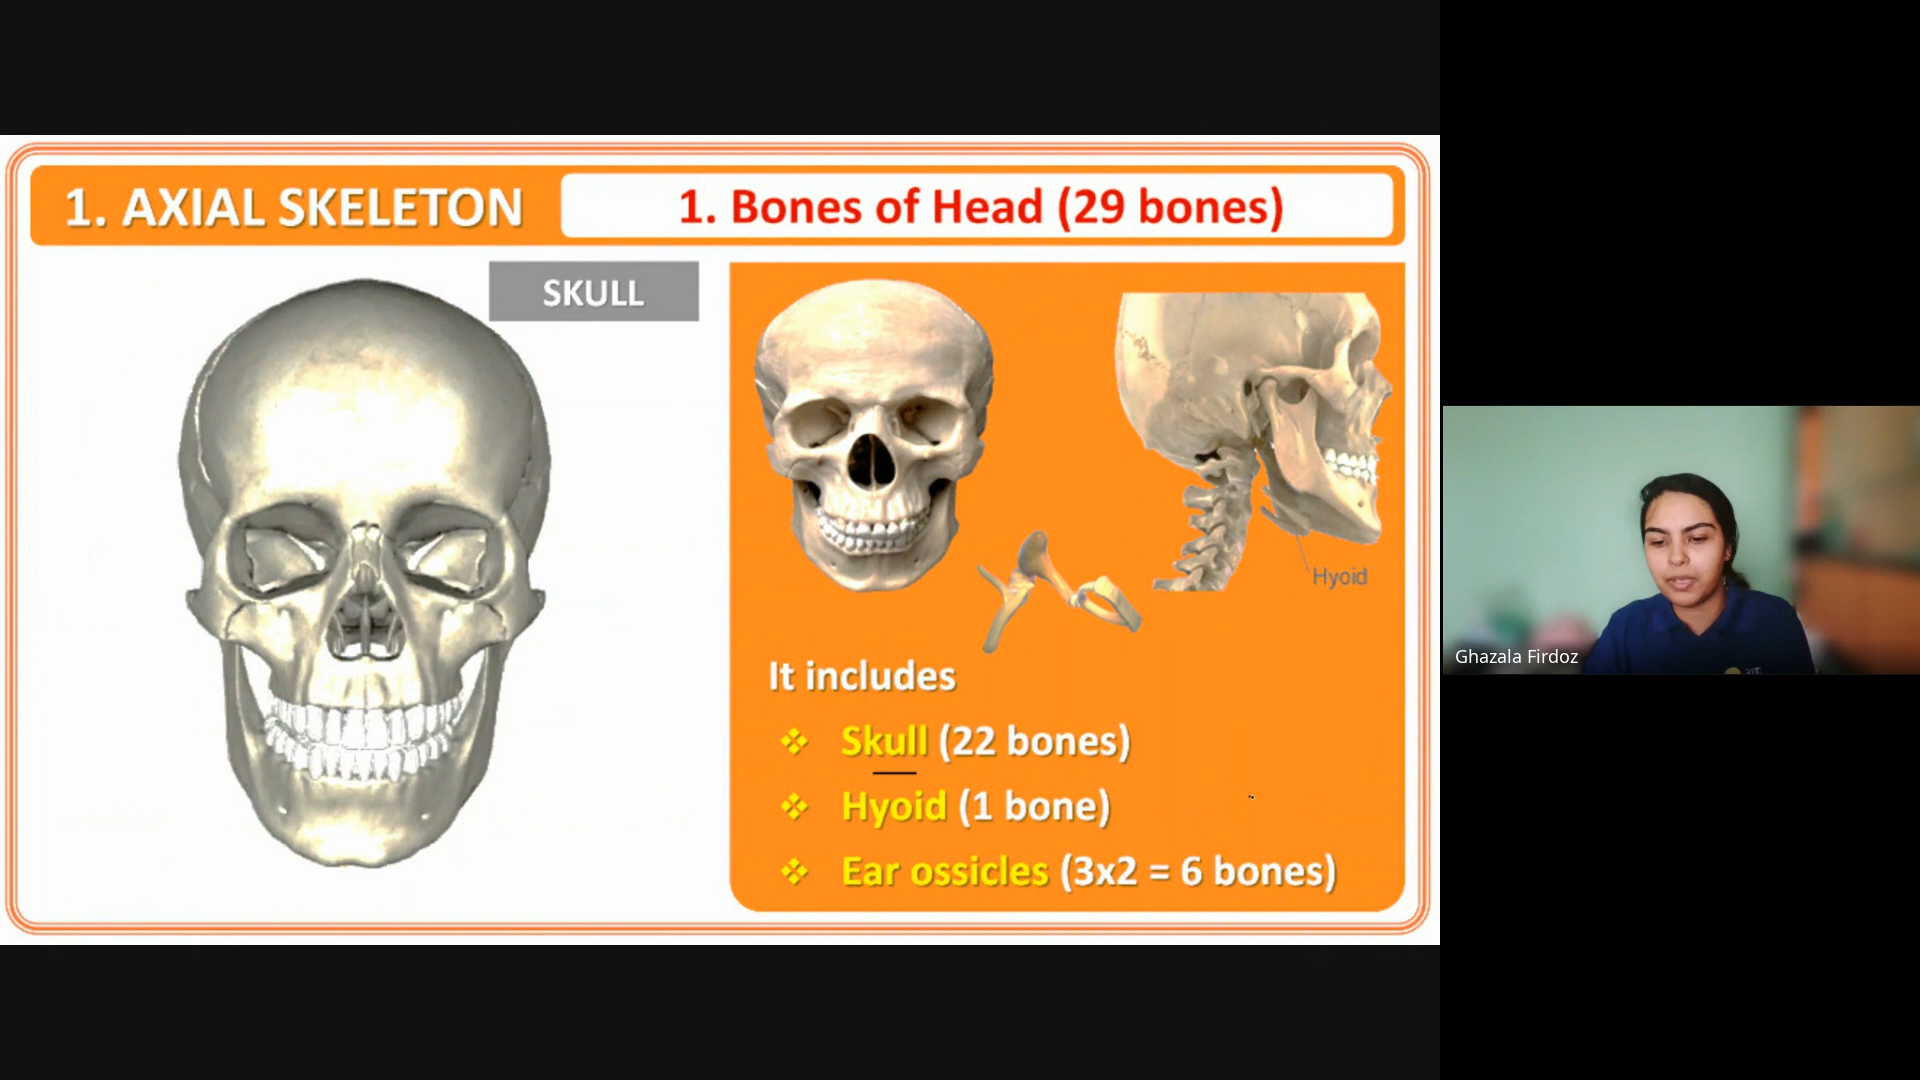 1. AXIAL SKELETON
1. Bones of Head (29 bones)
SKULL
Hyoid
It includes
❖ Skull (22 bones)
❖ Hyoid (1 bone)
❖ Ear ossicles (3x2 = 6 bones)
Ghazala Firdoz